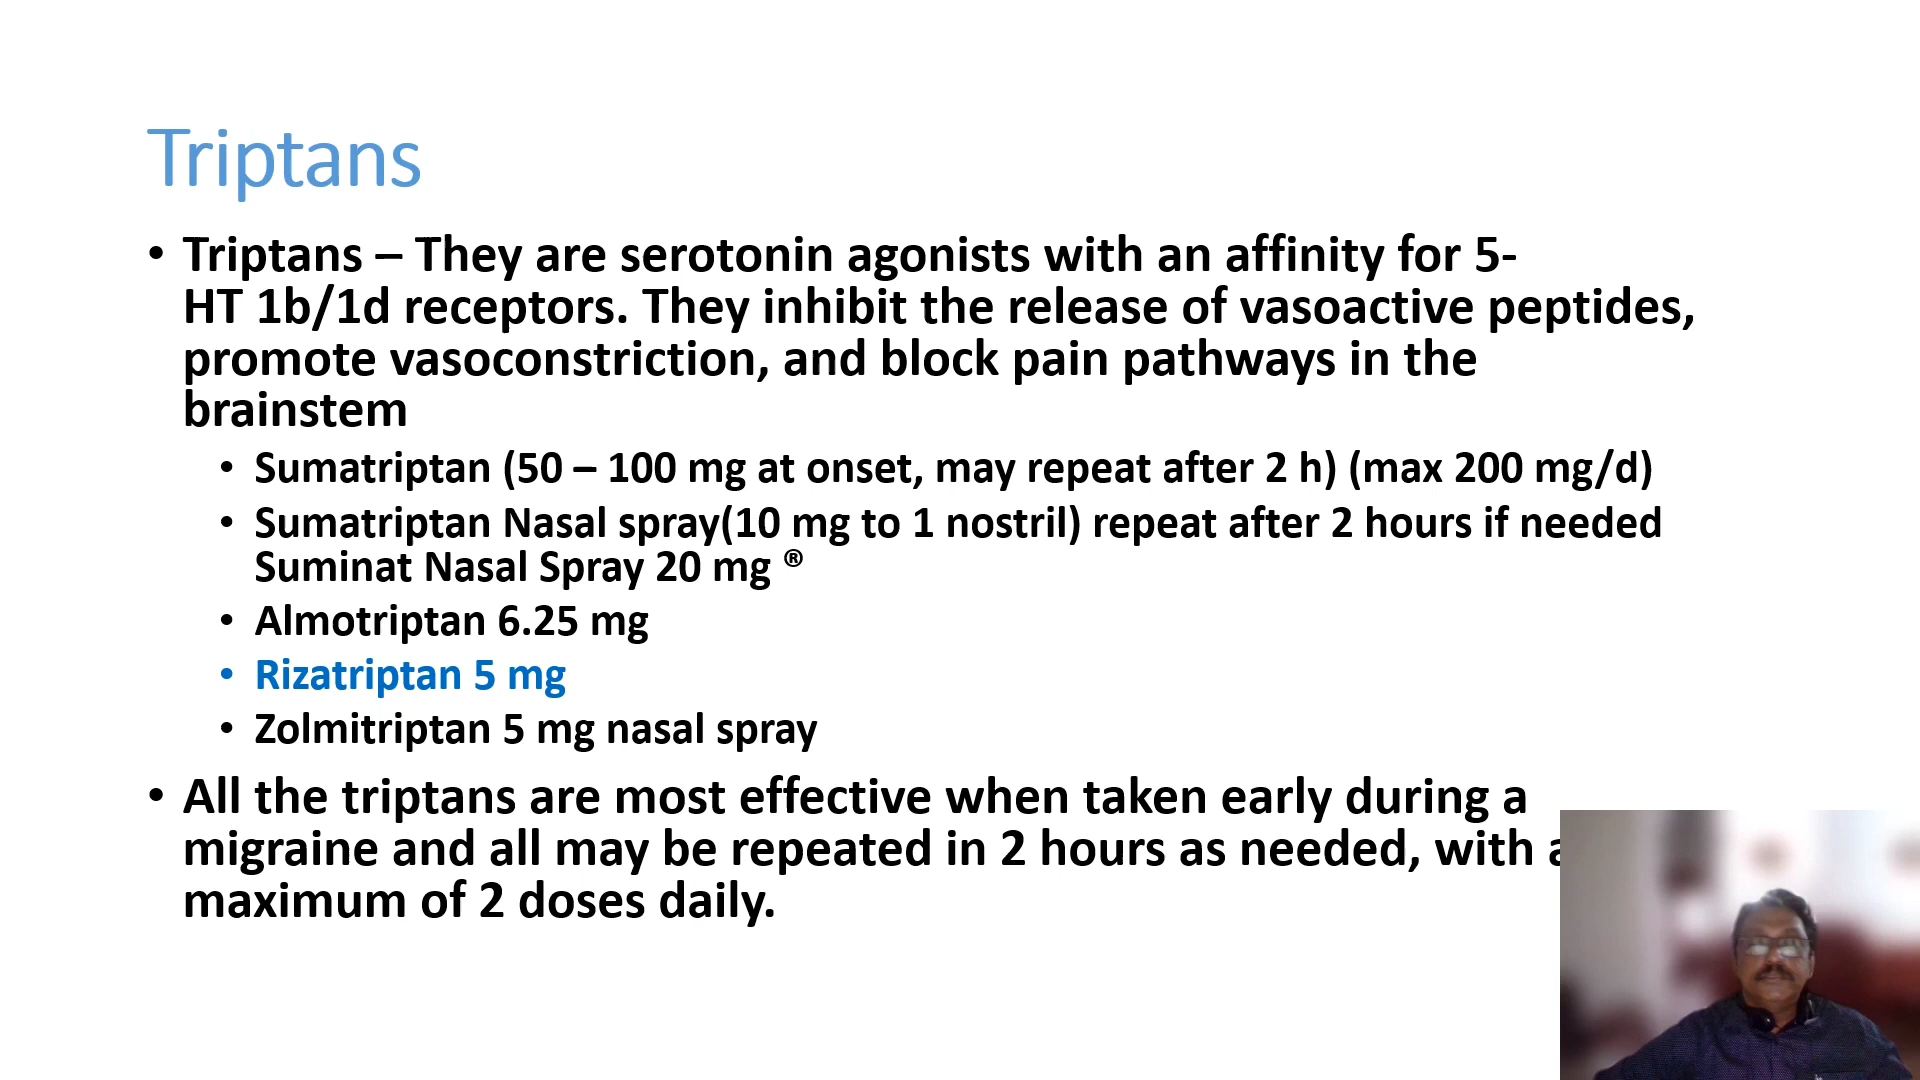 Triptans
• Triptans – They are serotonin agonists with an affinity for 5-
HT 1b/1d receptors. They inhibit the release of vasoactive peptides,
promote vasoconstriction, and block pain pathways in the
brainstem
• Sumatriptan (50 – 100 mg at onset, may repeat after 2 h) (max 200 mg/d)
• Sumatriptan Nasal spray(10 mg to 1 nostril) repeat after 2 hours if needed
Suminat Nasal Spray 20 mg ®
• Almotriptan 6.25 mg
• Rizatriptan 5 mg
• Zolmitriptan 5 mg nasal spray
• All the triptans are most effective when taken early during a
migraine and all may be repeated in 2 hours as needed, with a
maximum of 2 doses daily.